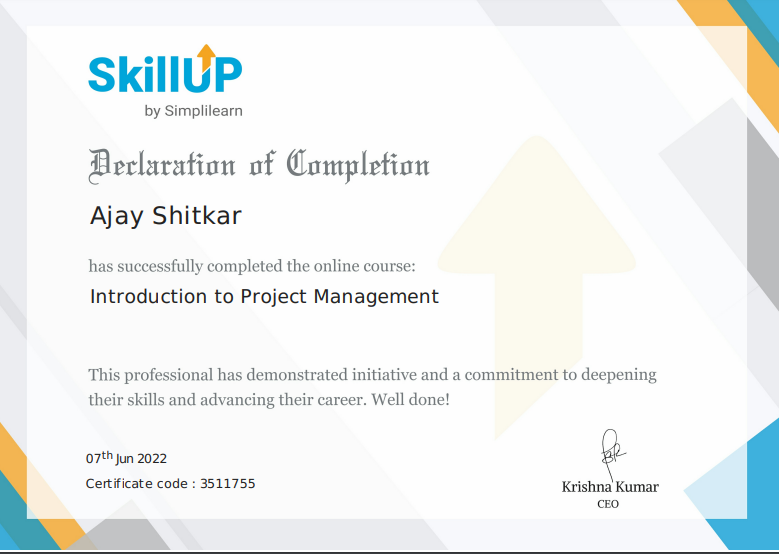 SkillUP
by Simplilearn
Declaration of Completion
Ajay Shitkar
has successfully completed the online course:
Introduction to Project Management
This professional has demonstrated initiative and a commitment to deepening
their skills and advancing their career. Well done!
07th Jun 2022
Certificate code : 3511755
Krishna Kumar
CEO